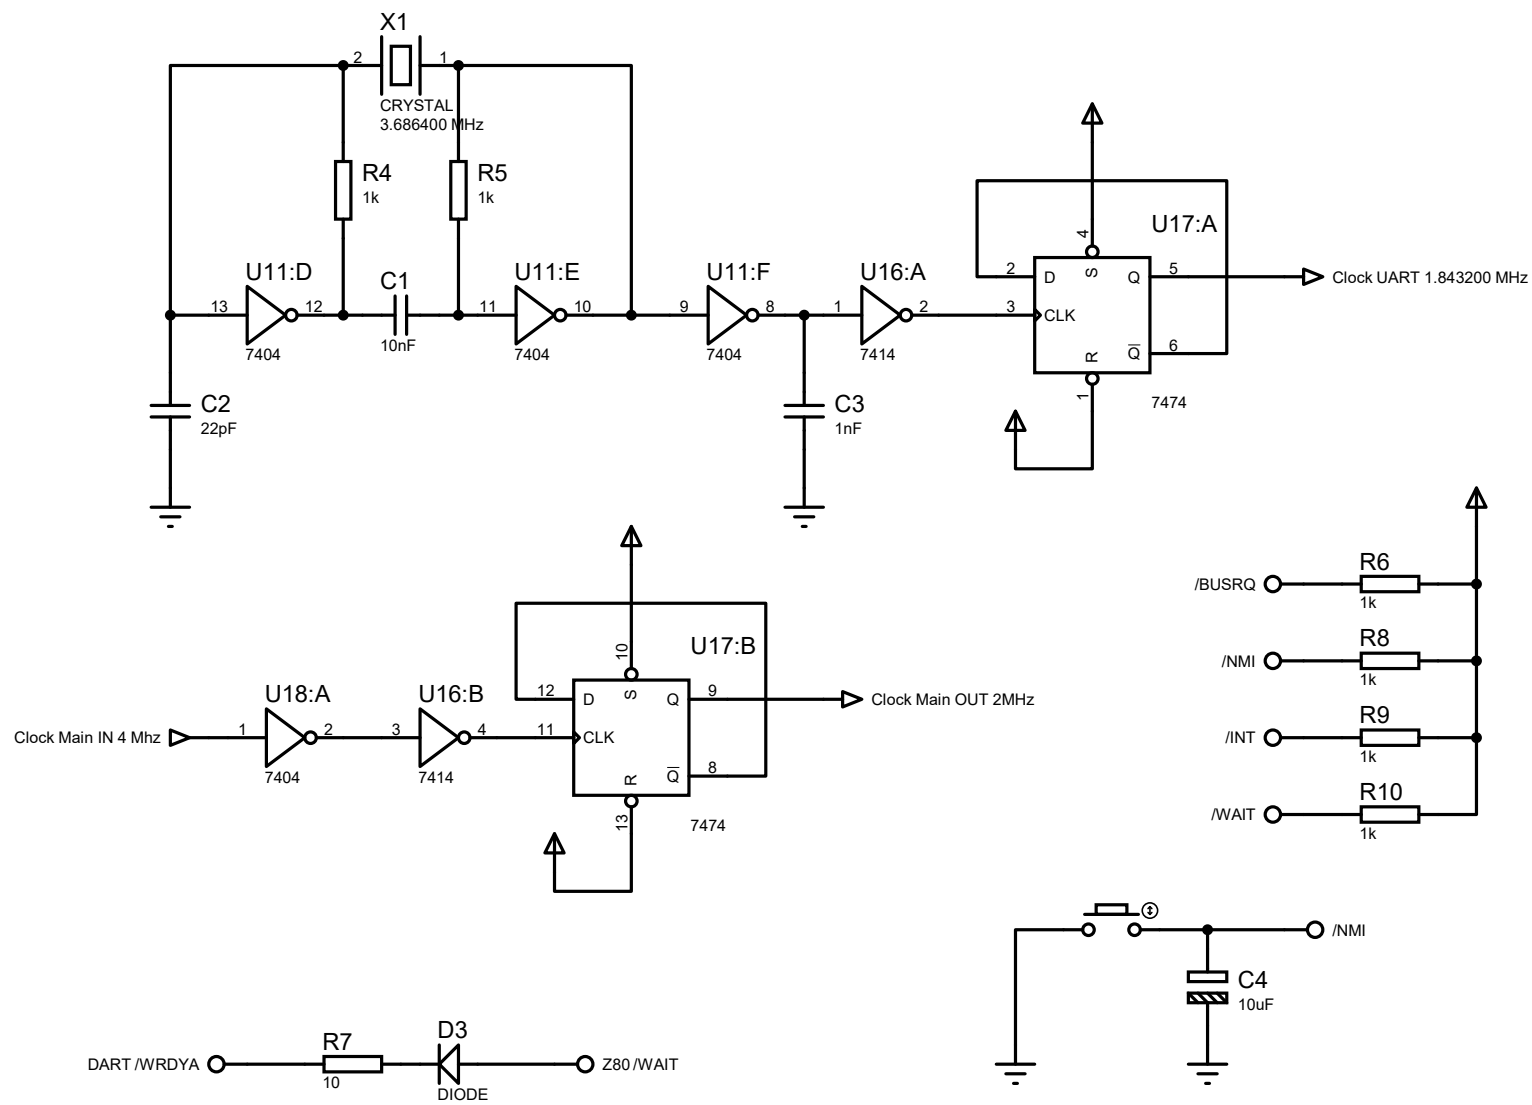 X1
2
1
CRYSTAL
3.686400 MHz
R4
1k
R5
1k
U11:D
13
12
7404
C1
10nF
U11:E
11
10
7404
U11:F
9
8
7404
U16:A
1
2
7414
C2
22pF
C3
1nF
U17:A
4
2
D
S
Q
5
3
CLK
R
Q
6
1
7474
Clock UART 1.843200 MHz
Clock Main IN 4 Mhz
U18:A
1
2
7404
U16:B
3
4
7414
U17:B
10
12
D
S
Q
9
11
CLK
R
Q
8
13
7474
Clock Main OUT 2MHz
/BUSRQ
R6
1k
/NMI
R8
1k
/INT
R9
1k
/WAIT
R10
1k
/NMI
C4
10uF
DART /WRDYA
R7
10
D3
DIODE
Z80 /WAIT